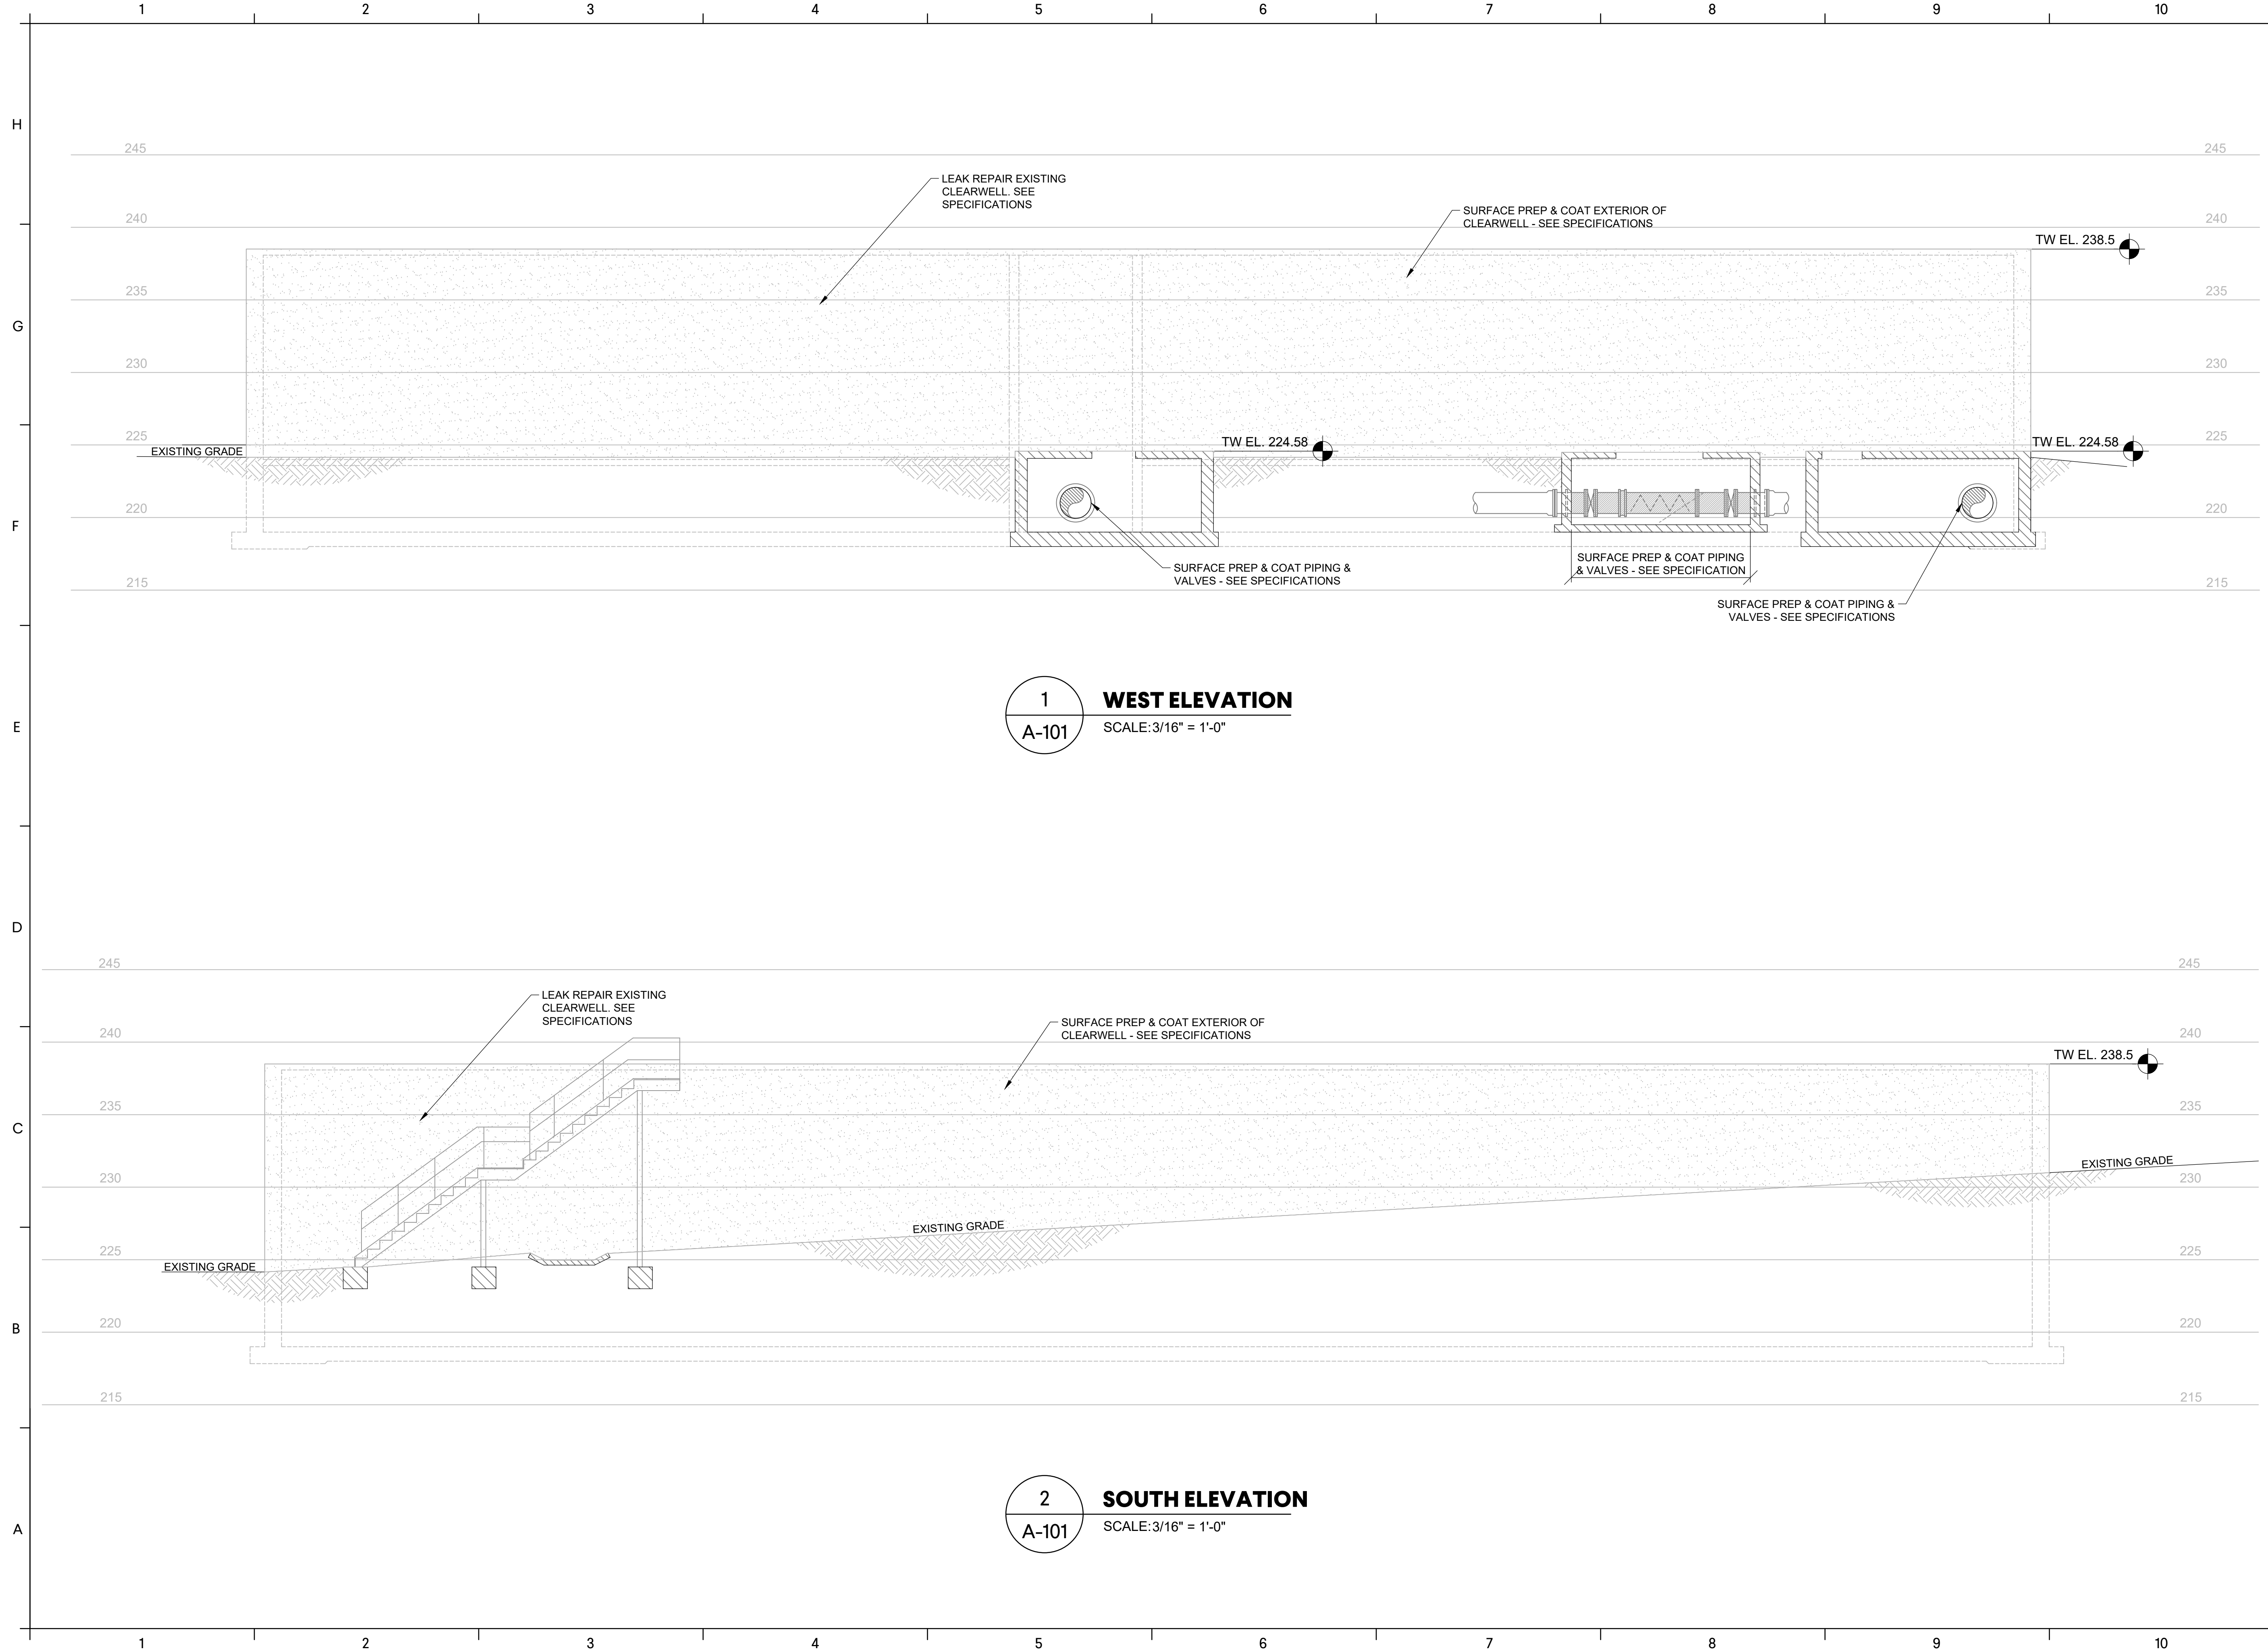 1 2 3 4 5 6 7 8 9 10
H
245 245
LEAK REPAIR EXISTING
CLEARWELL. SEE
SPECIFICATIONS
SURFACE PREP & COAT EXTERIOR OF
CLEARWELL - SEE SPECIFICATIONS
240 240
TW EL. 238.5
235 235
G
230 230
225 225
EXISTING GRADE
TW EL. 224.58
TW EL. 224.58
220 220
F
SURFACE PREP & COAT PIPING &
VALVES - SEE SPECIFICATIONS
SURFACE PREP & COAT PIPING
& VALVES - SEE SPECIFICATION
215 215
SURFACE PREP & COAT PIPING &
VALVES - SEE SPECIFICATIONS
1
A-101
WEST ELEVATION
SCALE:3/16" = 1'-0"
E
D
245 245
LEAK REPAIR EXISTING
CLEARWELL. SEE
SPECIFICATIONS
SURFACE PREP & COAT EXTERIOR OF
CLEARWELL - SEE SPECIFICATIONS
240 240
TW EL. 238.5
235 235
C
EXISTING GRADE
230 230
EXISTING GRADE
225 225
EXISTING GRADE
220 220
B
215 215
2
A-101
SOUTH ELEVATION
SCALE:3/16" = 1'-0"
A
1 2 3 4 5 6 7 8 9 10